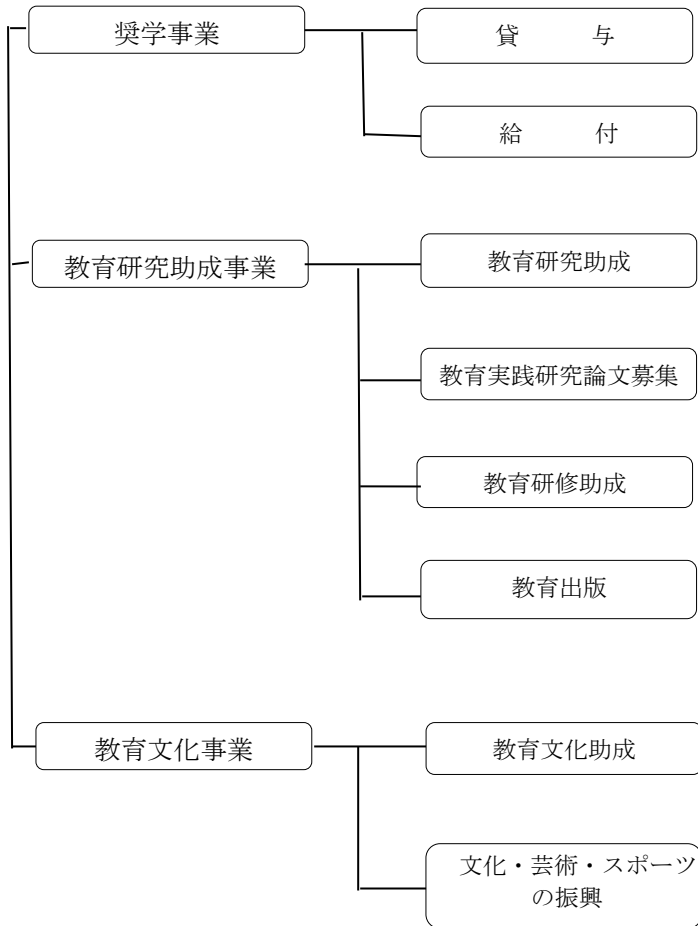 奨学事業
貸　　与
給　　付
教育研究助成事業
教育研究助成
教育実践研究論文募集
教育研修助成
教育出版
教育文化事業
教育文化助成
文化・芸術・スポーツ
の振興